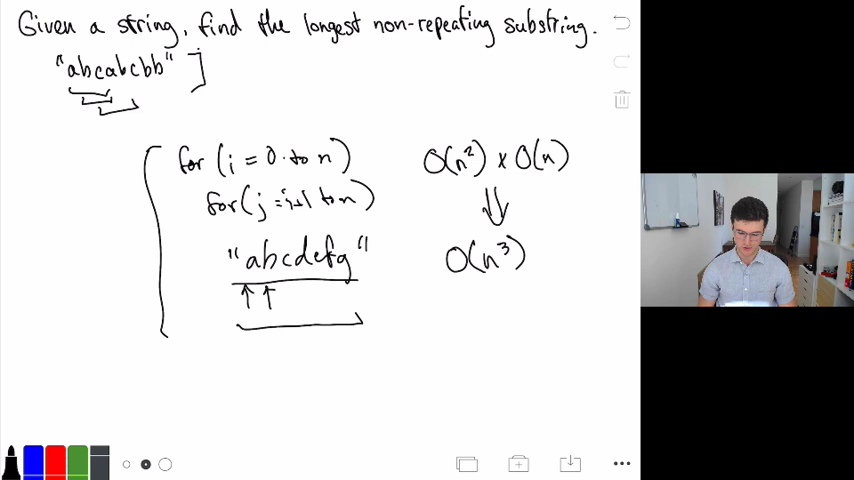 Given a string, find the longest non-repeating substring.
"abcabcbb"
for (i = 0 to n)
for (j = i+1 to n)
"abcdefg"
O(n²) x O(n)
O(n³)